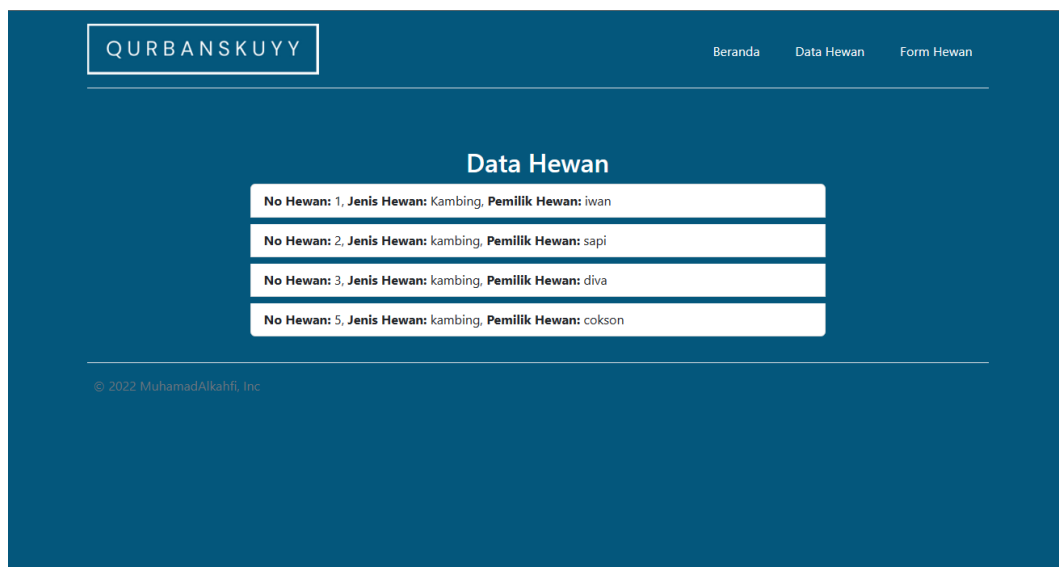 QURBANSKUYY
Beranda Data Hewan Form Hewan
Data Hewan
No Hewan: 1, Jenis Hewan: Kambing, Pemilik Hewan: iwan
No Hewan: 2, Jenis Hewan: kambing, Pemilik Hewan: sapi
No Hewan: 3, Jenis Hewan: kambing, Pemilik Hewan: diva
No Hewan: 5, Jenis Hewan: kambing, Pemilik Hewan: cokson
© 2022 MuhamadAlkahfi, Inc